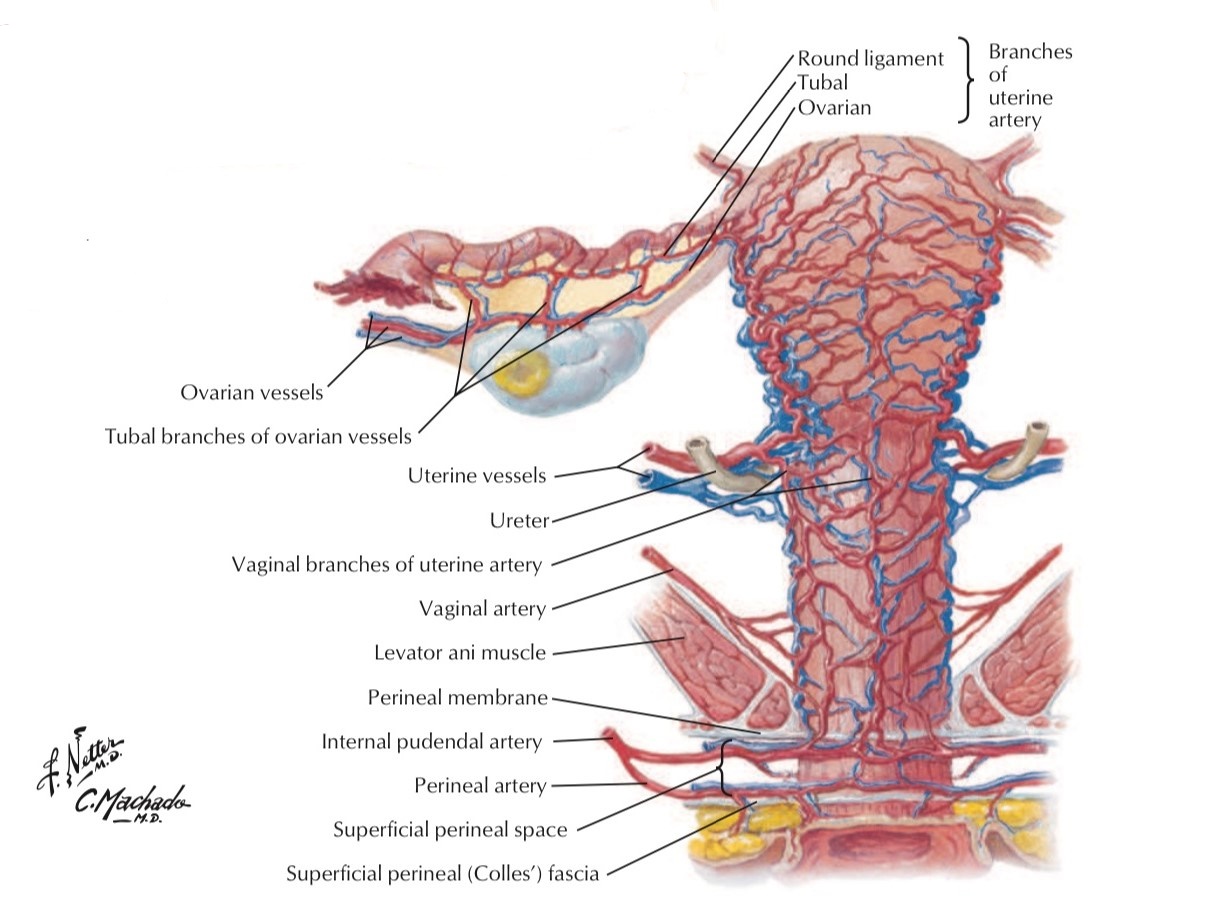 Round ligament
Tubal
Ovarian
Branches
of
uterine
artery
Ovarian vessels
Tubal branches of ovarian vessels
Uterine vessels
Ureter
Vaginal branches of uterine artery
Vaginal artery
Levator ani muscle
Perineal membrane
Internal pudendal artery
Perineal artery
Superficial perineal space
Superficial perineal (Colles’) fascia
f. Netter
M.D.
C. Machado
M.D.